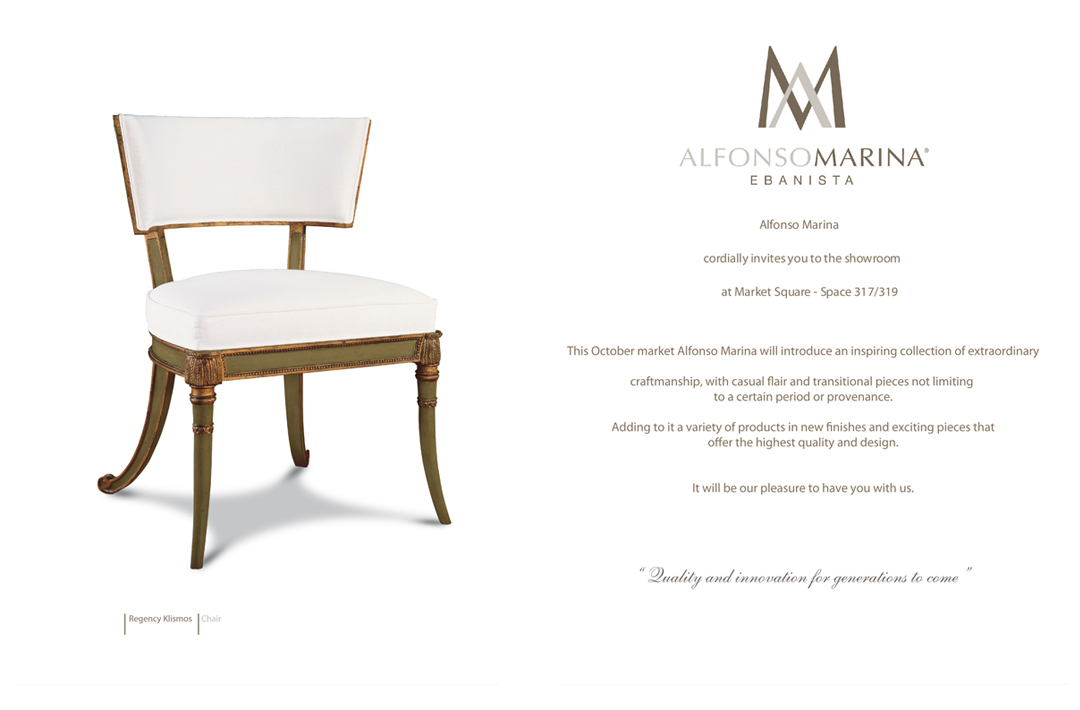 ALFONSOMARINA®
EBANISTA
Alfonso Marina
cordially invites you to the showroom
at Market Square - Space 317/319
This October market Alfonso Marina will introduce an inspiring collection of extraordinary
craftmanship, with casual flair and transitional pieces not limiting
to a certain period or provenance.
Adding to it a variety of products in new finishes and exciting pieces that
offer the highest quality and design.
It will be our pleasure to have you with us.
“ Quality and innovation for generations to come ”
Regency Klismos Chair